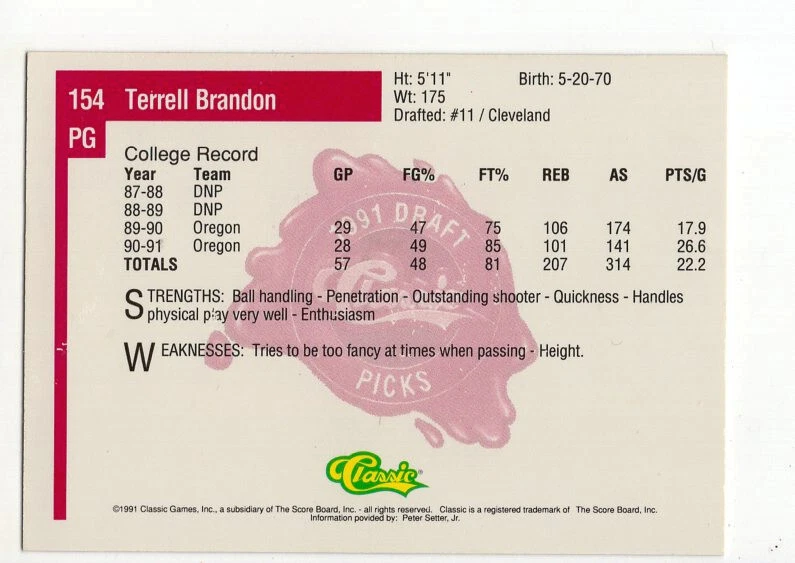 154 Terrell Brandon
PG
Ht: 5'11" Birth: 5-20-70
Wt: 175
Drafted: #11 / Cleveland
College Record
Year Team GP FG% FT% REB AS PTS/G
87-88 DNP
88-89 DNP
89-90 Oregon 29 47 75 106 174 17.9
90-91 Oregon 28 49 85 101 141 26.6
TOTALS 57 48 81 207 314 22.2
1991 DRAFT
Classic
PICKS
STRENGTHS: Ball handling - Penetration - Outstanding shooter - Quickness - Handles
physical play very well - Enthusiasm
WEAKNESSES: Tries to be too fancy at times when passing - Height.
Classic®
©1991 Classic Games, Inc., a subsidiary of The Score Board, Inc. - all rights reserved. Classic is a registered trademark of The Score Board, Inc.
Information provided by: Peter Setter, Jr.